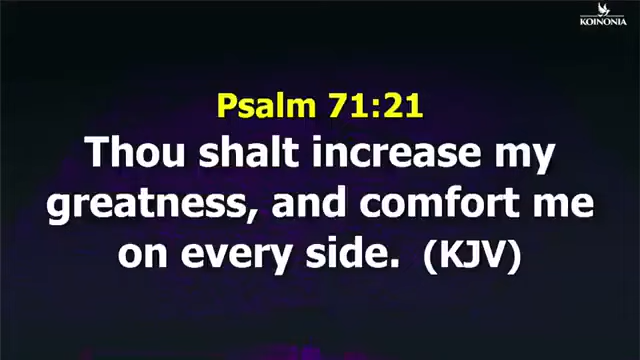 KOINONIA
Psalm 71:21
Thou shalt increase my
greatness, and comfort me
on every side. (KJV)